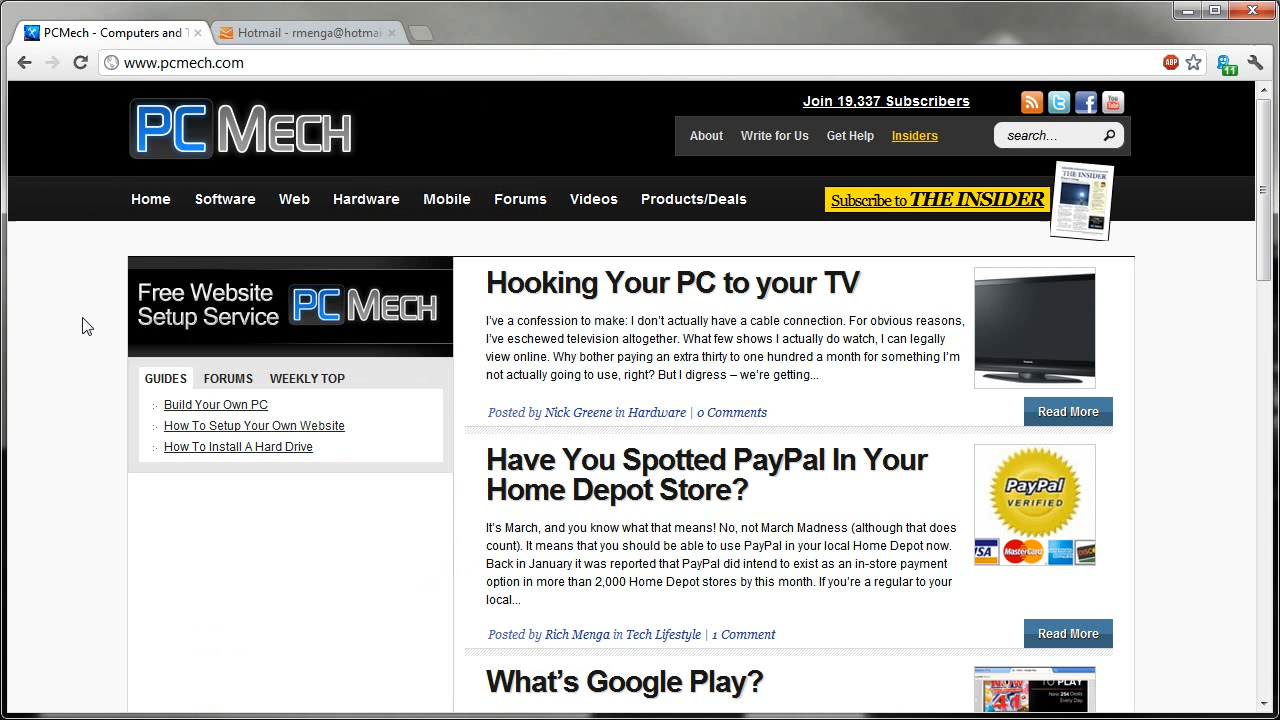 PCMech - Computers and T
Hotmail - rmenga@hotmai
www.pcmech.com
ABP
11
PC MECH
Join 19,337 Subscribers
You
Tube
About Write for Us Get Help Insiders
search...
Home Software Web Hardware Mobile Forums Videos Products/Deals
Subscribe to THE INSIDER
THE INSIDER
Free Website
Setup Service
PC MECH
GUIDES FORUMS WEEKLY TOP
Build Your Own PC
How To Setup Your Own Website
How To Install A Hard Drive
Hooking Your PC to your TV
I've a confession to make: I don't actually have a cable connection. For obvious reasons,
I've eschewed television altogether. What few shows I actually do watch, I can legally
view online. Why bother paying an extra thirty to one hundred a month for something I'm
not actually going to use, right? But I digress – we're getting...
Posted by Nick Greene in Hardware | 0 Comments
Read More
Have You Spotted PayPal In Your
Home Depot Store?
It's March, and you know what that means! No, not March Madness (although that does
count). It means that you should be able to use PayPal in your local Home Depot now.
Back in January it was reported that PayPal did intend to exist as an in-store payment
option in more than 2,000 Home Depot stores by this month. If you're a regular to your
local...
PayPal
VERIFIED
VISA MasterCard DISC
Posted by Rich Menga in Tech Lifestyle | 1 Comment
Read More
What's Google Play?
TO PLAY
New 25¢ Deals
Every Day